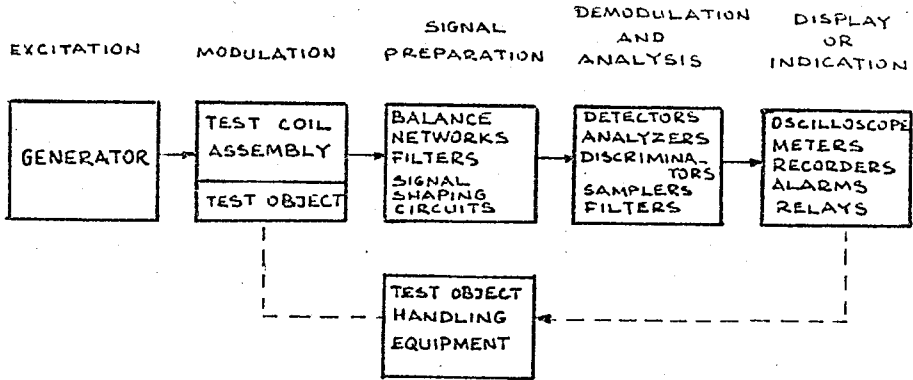 EXCITATION
MODULATION
SIGNAL
PREPARATION
DEMODULATION
AND
ANALYSIS
DISPLAY
OR
INDICATION
GENERATOR
TEST COIL
ASSEMBLY
TEST OBJECT
BALANCE
NETWORKS
FILTERS
SIGNAL
SHAPING
CIRCUITS
DETECTORS
ANALYZERS
DISCRIMINA-
TORS
SAMPLERS
FILTERS
OSCILLOSCOPE
METERS
RECORDERS
ALARMS
RELAYS
TEST OBJECT
HANDLING
EQUIPMENT